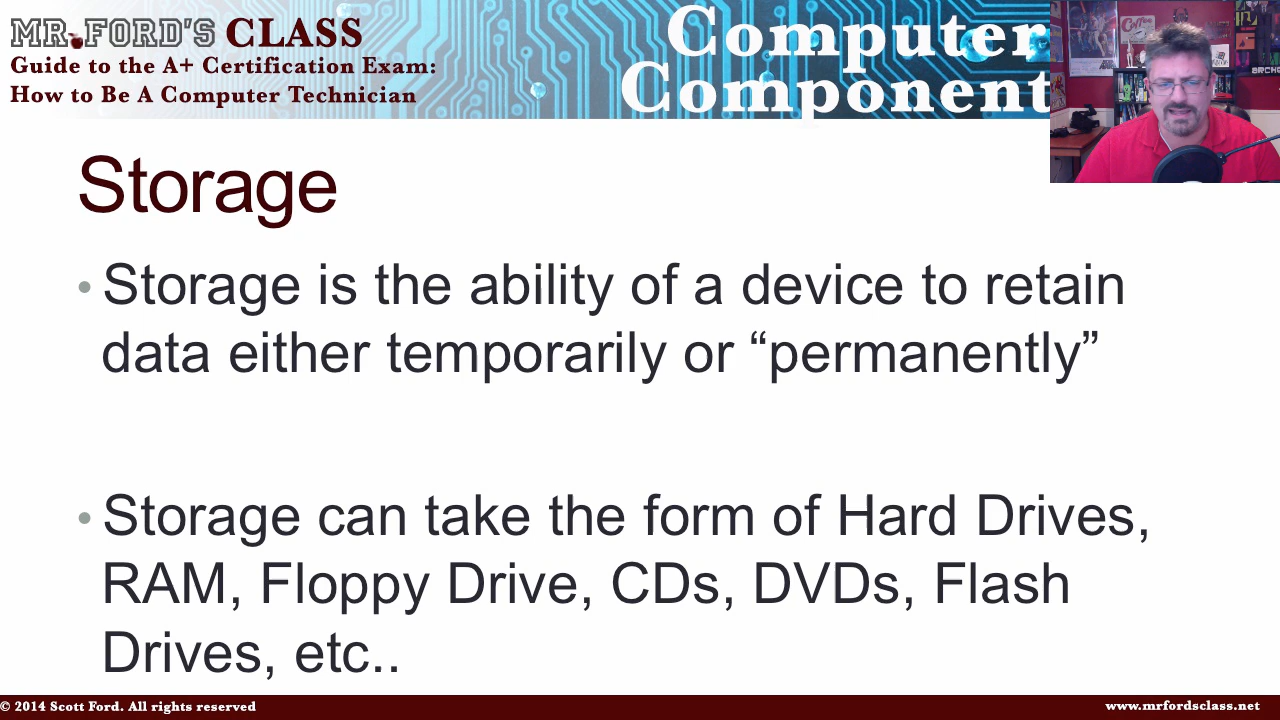 MR. FORD'S CLASS
Guide to the A+ Certification Exam:
How to Be A Computer Technician
Computer
Component
Storage
• Storage is the ability of a device to retain
data either temporarily or “permanently”
• Storage can take the form of Hard Drives,
RAM, Floppy Drive, CDs, DVDs, Flash
Drives, etc..
© 2014 Scott Ford. All rights reserved
www.mrfordsclass.net